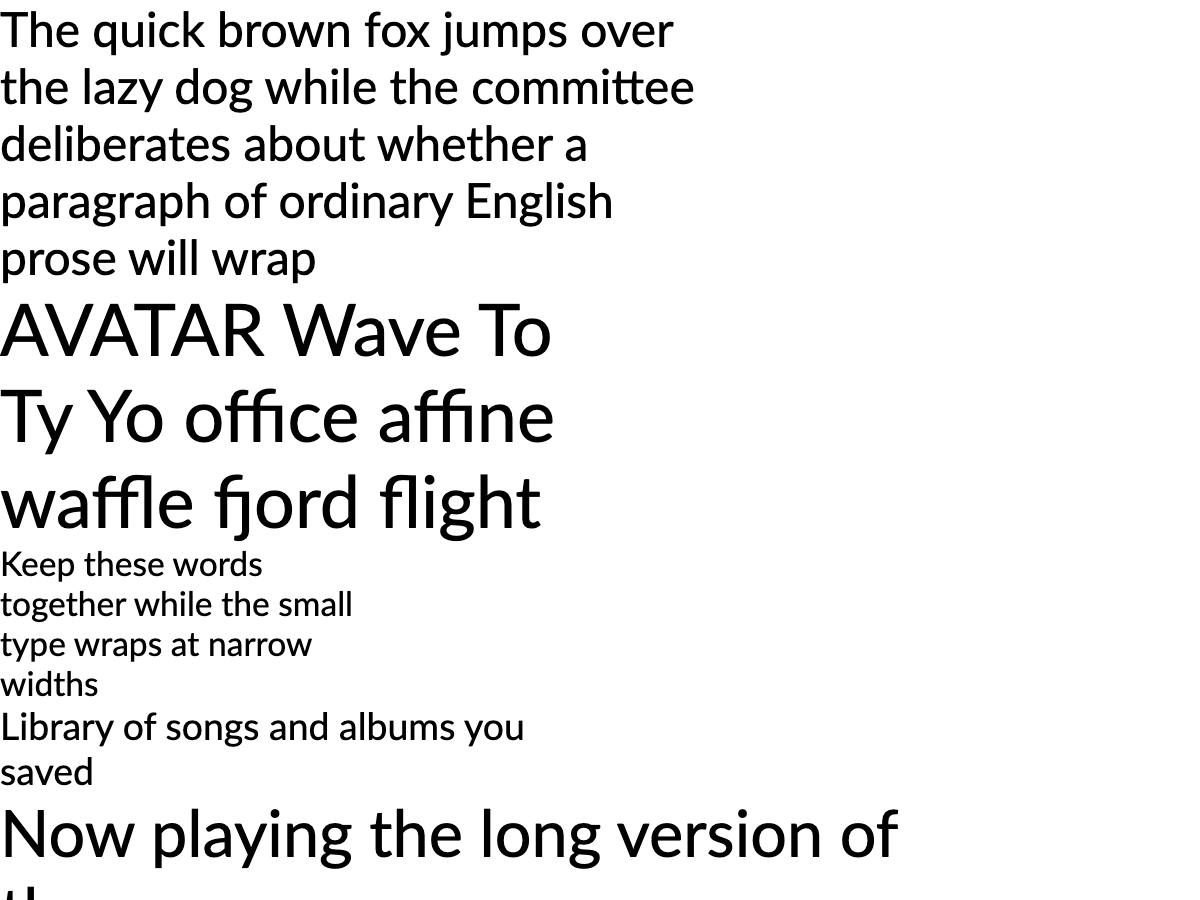 The quick brown fox jumps over
the lazy dog while the committee
deliberates about whether a
paragraph of ordinary English
prose will wrap
AVATAR Wave To
Ty Yo office affine
waffle fjord flight
Keep these words
together while the small
type wraps at narrow
widths
Library of songs and albums you
saved
Now playing the long version of